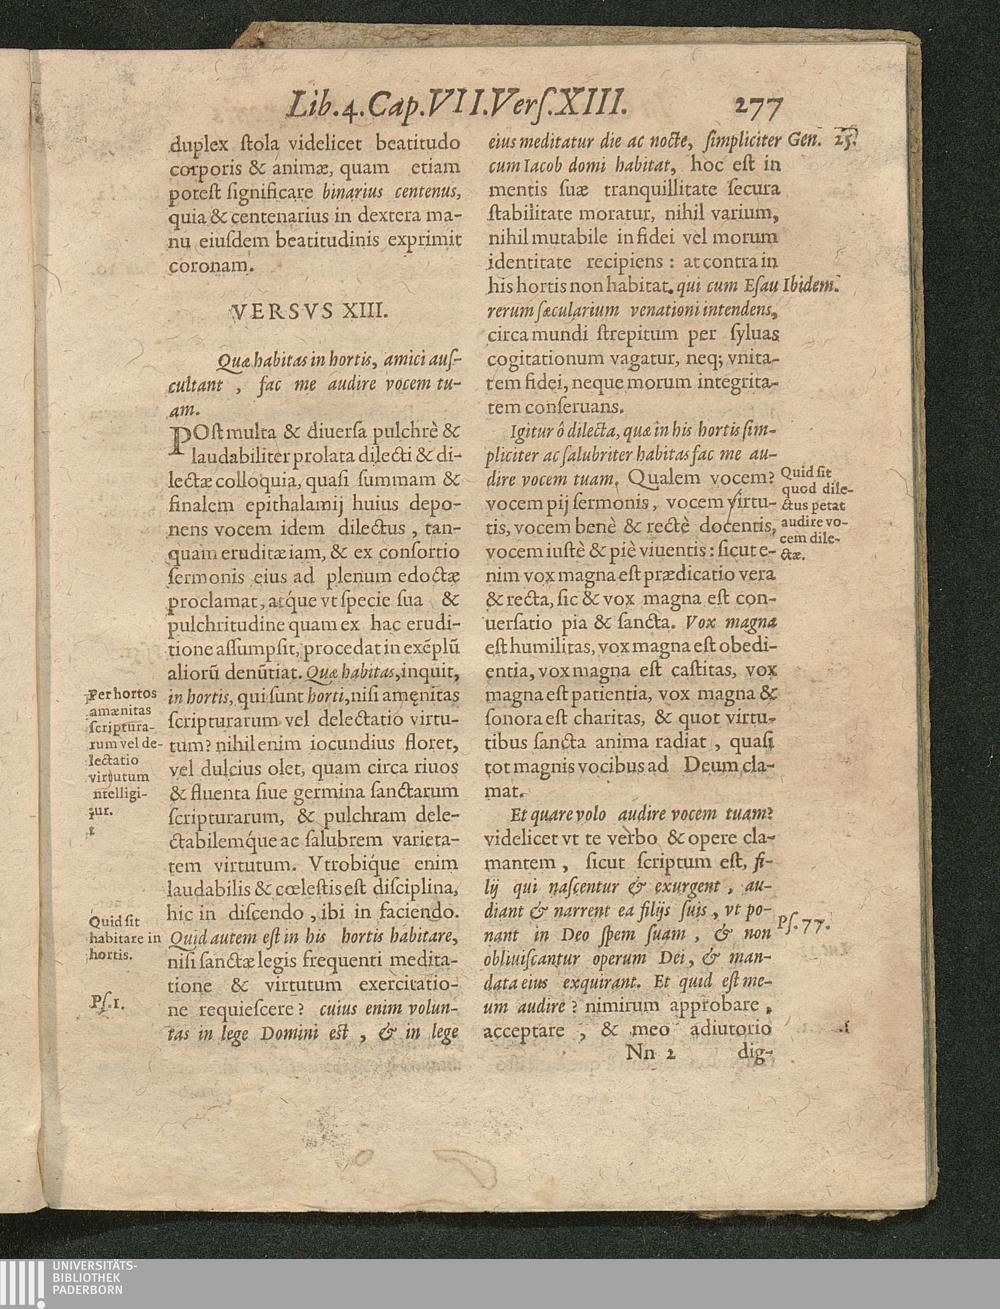 Lib. 4. Cap. VII. Verſ. XIII. 277
duplex ſtola videlicet beatitudo
corporis & animæ, quam etiam
poteſt ſignificare binarius centenus,
quia & centenarius in dextera ma-
nu eiuſdem beatitudinis exprimit
coronam.
VERSVS XIII.
Quæ habitas in hortis, amici auſ-
cultant , fac me audire vocem tu-
am.
POſt multa & diuerſa pulchrè &
laudabiliter prolata dilecti & di-
lectæ colloquia, quaſi ſummam &
finalem epithalamij huius depo-
nens vocem idem dilectus , tan-
quam eruditæ iam, & ex conſortio
ſermonis eius ad plenum edoctæ
proclamat, atque vt ſpecie ſua &
pulchritudine quam ex hac erudi-
tione aſſumpſit, procedat in exẽplũ
aliorũ denũtiat. Quæ habitas, inquit,
in hortis, qui ſunt horti, niſi amęnitas
ſcripturarum vel delectatio virtu-
tum? nihil enim iocundius floret,
vel dulcius olet, quam circa riuos
& fluenta ſiue germina ſanctarum
ſcripturarum, & pulchram dele-
ctabilemq́ue ac ſalubrem varieta-
tem virtutum. Vtrobiq́ue enim
laudabilis & cœleſtis eſt diſciplina,
hic in diſcendo , ibi in faciendo.
Quid autem eſt in his hortis habitare,
niſi ſanctæ legis frequenti medita-
tione & virtutum exercitatio-
ne requieſcere? cuius enim volun-
tas in lege Domini eſt , & in lege
Per hortos
amænitas
ſcriptura-
rum vel de-
lectatio
virtutum
ntelligi-
tur.
Quid ſit
habitare in
hortis.
Pſ. 1.
eius meditatur die ac nocte, ſimpliciter
cum Iacob domi habitat, hoc eſt in
mentis ſuæ tranquillitate ſecura
ſtabilitate moratur, nihil varium,
nihil mutabile in fidei vel morum
identitate recipiens : at contra in
his hortis non habitat. qui cum Eſau
rerum ſæcularium venationi intendens,
circa mundi ſtrepitum per ſyluas
cogitationum vagatur, neq; vnita-
tem fidei, neque morum integrita-
tem conſeruans.
Igitur ô dilecta, quæ in his hortis ſim-
pliciter ac ſalubriter habitas fac me au-
dire vocem tuam. Qualem vocem?
vocem pij ſermonis, vocem virtu-
tis, vocem benè & rectè docentis,
vocem iuſtè & piè viuentis : ſicut e-
nim vox magna eſt prædicatio vera
& recta, ſic & vox magna eſt con-
uerſatio pia & ſancta. Vox magna
eſt humilitas, vox magna eſt obedi-
entia, vox magna eſt caſtitas, vox
magna eſt patientia, vox magna &
ſonora eſt charitas, & quot virtu-
tibus ſancta anima radiat , quaſi
tot magnis vocibus ad Deum cla-
mat.
Et quare volo audire vocem tuam?
videlicet vt te verbo & opere cla-
mantem , ſicut ſcriptum eſt, fi-
lij qui naſcentur & exurgent , au-
diant & narrent ea filijs ſuis , vt po-
nant in Deo ſpem ſuam , & non
obliuiſcantur operum Dei, & man-
data eius exquirant. Et quid eſt me-
um audire ? nimirum approbare,
acceptare , & meo adiutorio
Gen. 25.
Ibidem.
Quid ſit
quod dile-
ctus petat
audire vo-
cem dile-
ctæ.
Pſ. 77.
Nn 2 dig-
UNIVERSITÄTS-
BIBLIOTHEK
PADERBORN